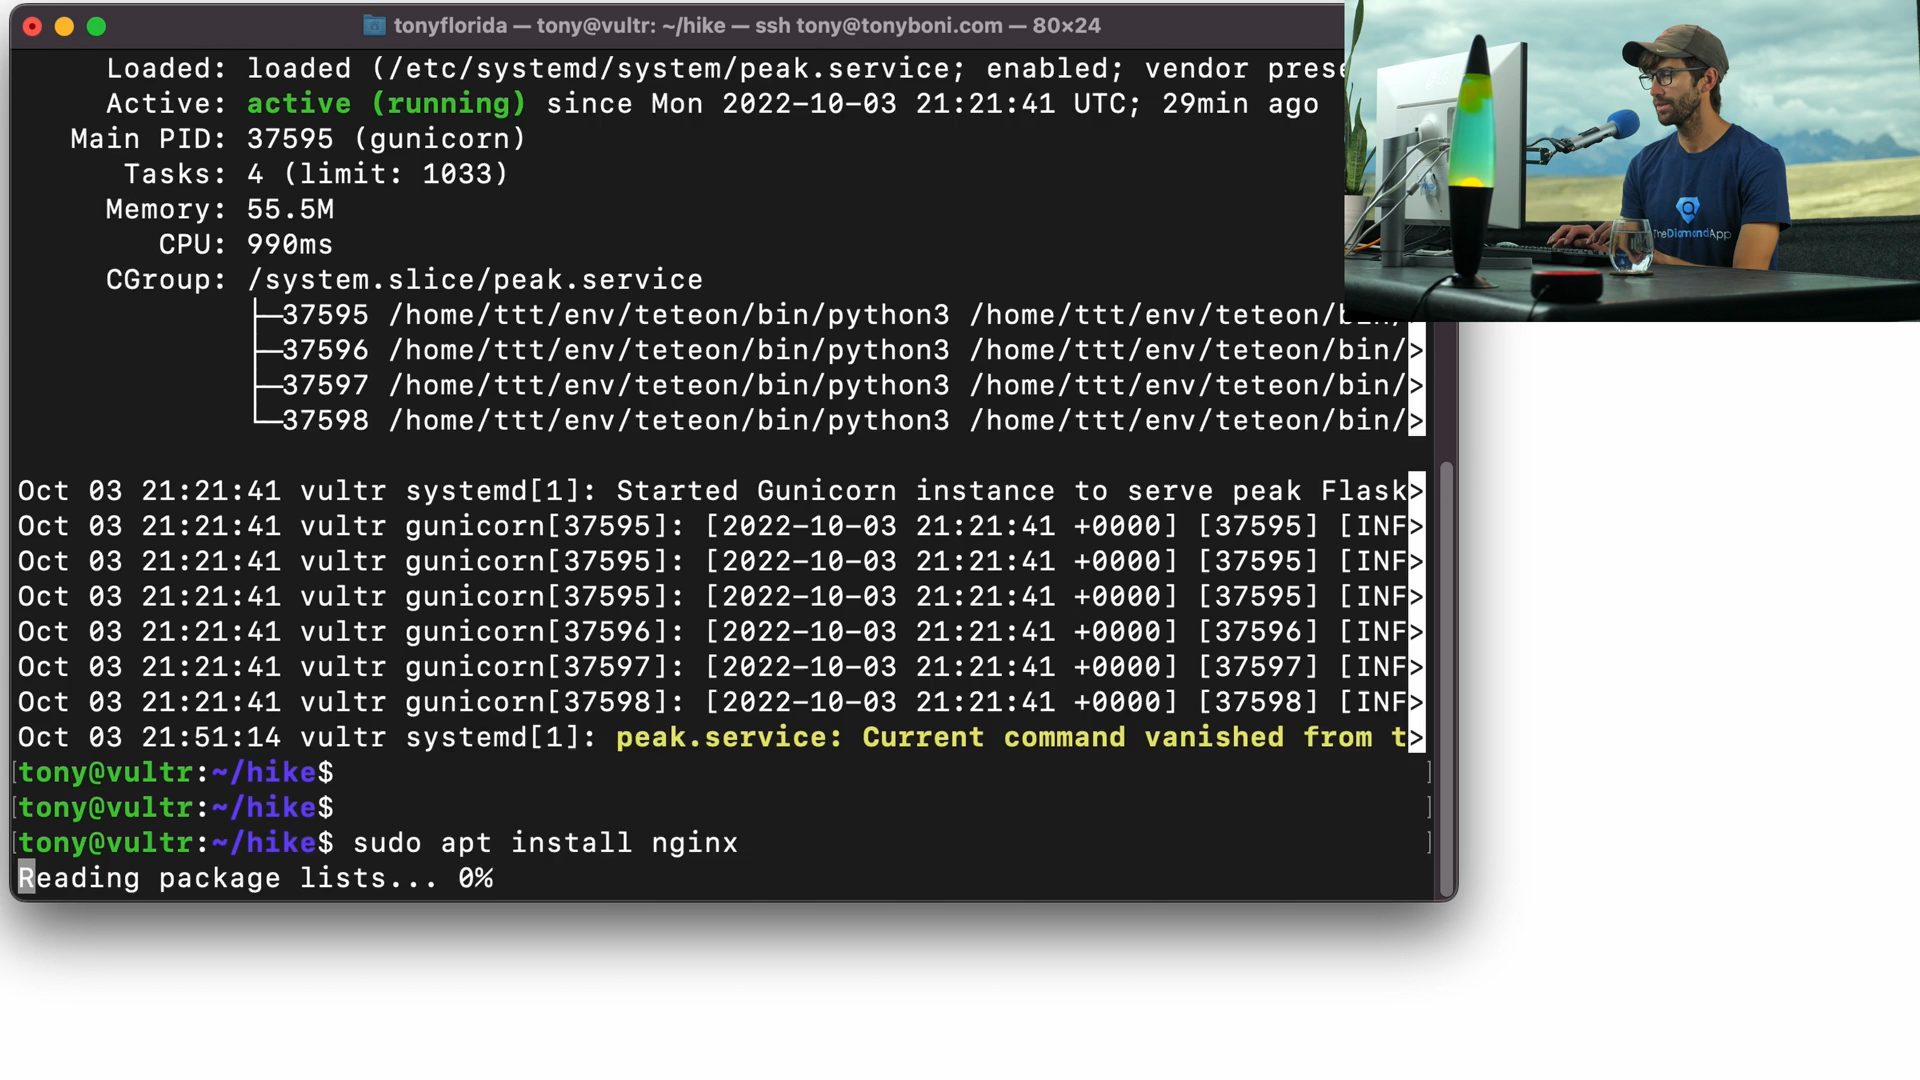 tonyflorida — tony@vultr: ~/hike — ssh tony@tonyboni.com — 80×24
Loaded: loaded (/etc/systemd/system/peak.service; enabled; vendor prese
Active: active (running) since Mon 2022-10-03 21:21:41 UTC; 29min ago
Main PID: 37595 (gunicorn)
Tasks: 4 (limit: 1033)
Memory: 55.5M
CPU: 990ms
CGroup: /system.slice/peak.service
├─37595 /home/ttt/env/teteon/bin/python3 /home/ttt/env/teteon/bin/
├─37596 /home/ttt/env/teteon/bin/python3 /home/ttt/env/teteon/bin/>
├─37597 /home/ttt/env/teteon/bin/python3 /home/ttt/env/teteon/bin/>
└─37598 /home/ttt/env/teteon/bin/python3 /home/ttt/env/teteon/bin/>
Oct 03 21:21:41 vultr systemd[1]: Started Gunicorn instance to serve peak Flask>
Oct 03 21:21:41 vultr gunicorn[37595]: [2022-10-03 21:21:41 +0000] [37595] [INF>
Oct 03 21:21:41 vultr gunicorn[37595]: [2022-10-03 21:21:41 +0000] [37595] [INF>
Oct 03 21:21:41 vultr gunicorn[37595]: [2022-10-03 21:21:41 +0000] [37595] [INF>
Oct 03 21:21:41 vultr gunicorn[37596]: [2022-10-03 21:21:41 +0000] [37596] [INF>
Oct 03 21:21:41 vultr gunicorn[37597]: [2022-10-03 21:21:41 +0000] [37597] [INF>
Oct 03 21:21:41 vultr gunicorn[37598]: [2022-10-03 21:21:41 +0000] [37598] [INF>
Oct 03 21:51:14 vultr systemd[1]: peak.service: Current command vanished from t>
[tony@vultr:~/hike$ ]
[tony@vultr:~/hike$ ]
[tony@vultr:~/hike$ sudo apt install nginx ]
Reading package lists... 0%
TheDiamondApp